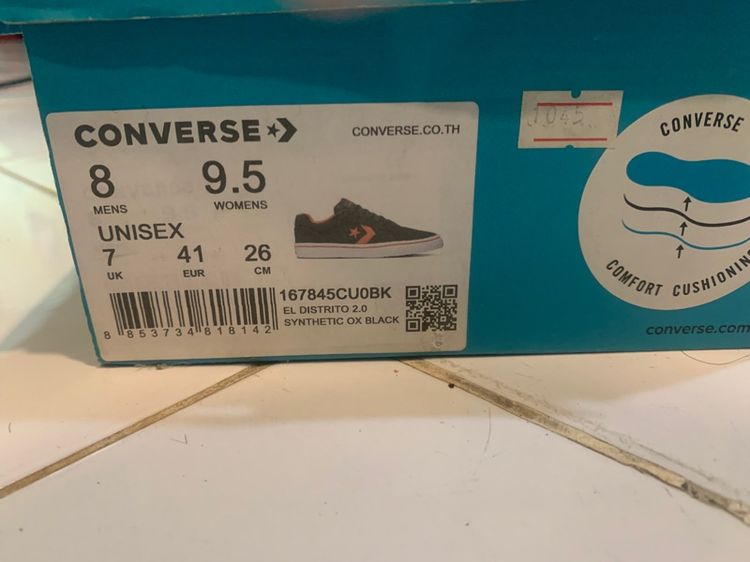 CONVERSE
CONVERSE.CO.TH
8 9.5
MENS WOMENS
UNISEX
7 41 26
UK EUR CM
8 853734 818142
167845CU0BK
EL DISTRITO 2.0
SYNTHETIC OX BLACK
1045
CONVERSE
COMFORT CUSHIONING
converse.com